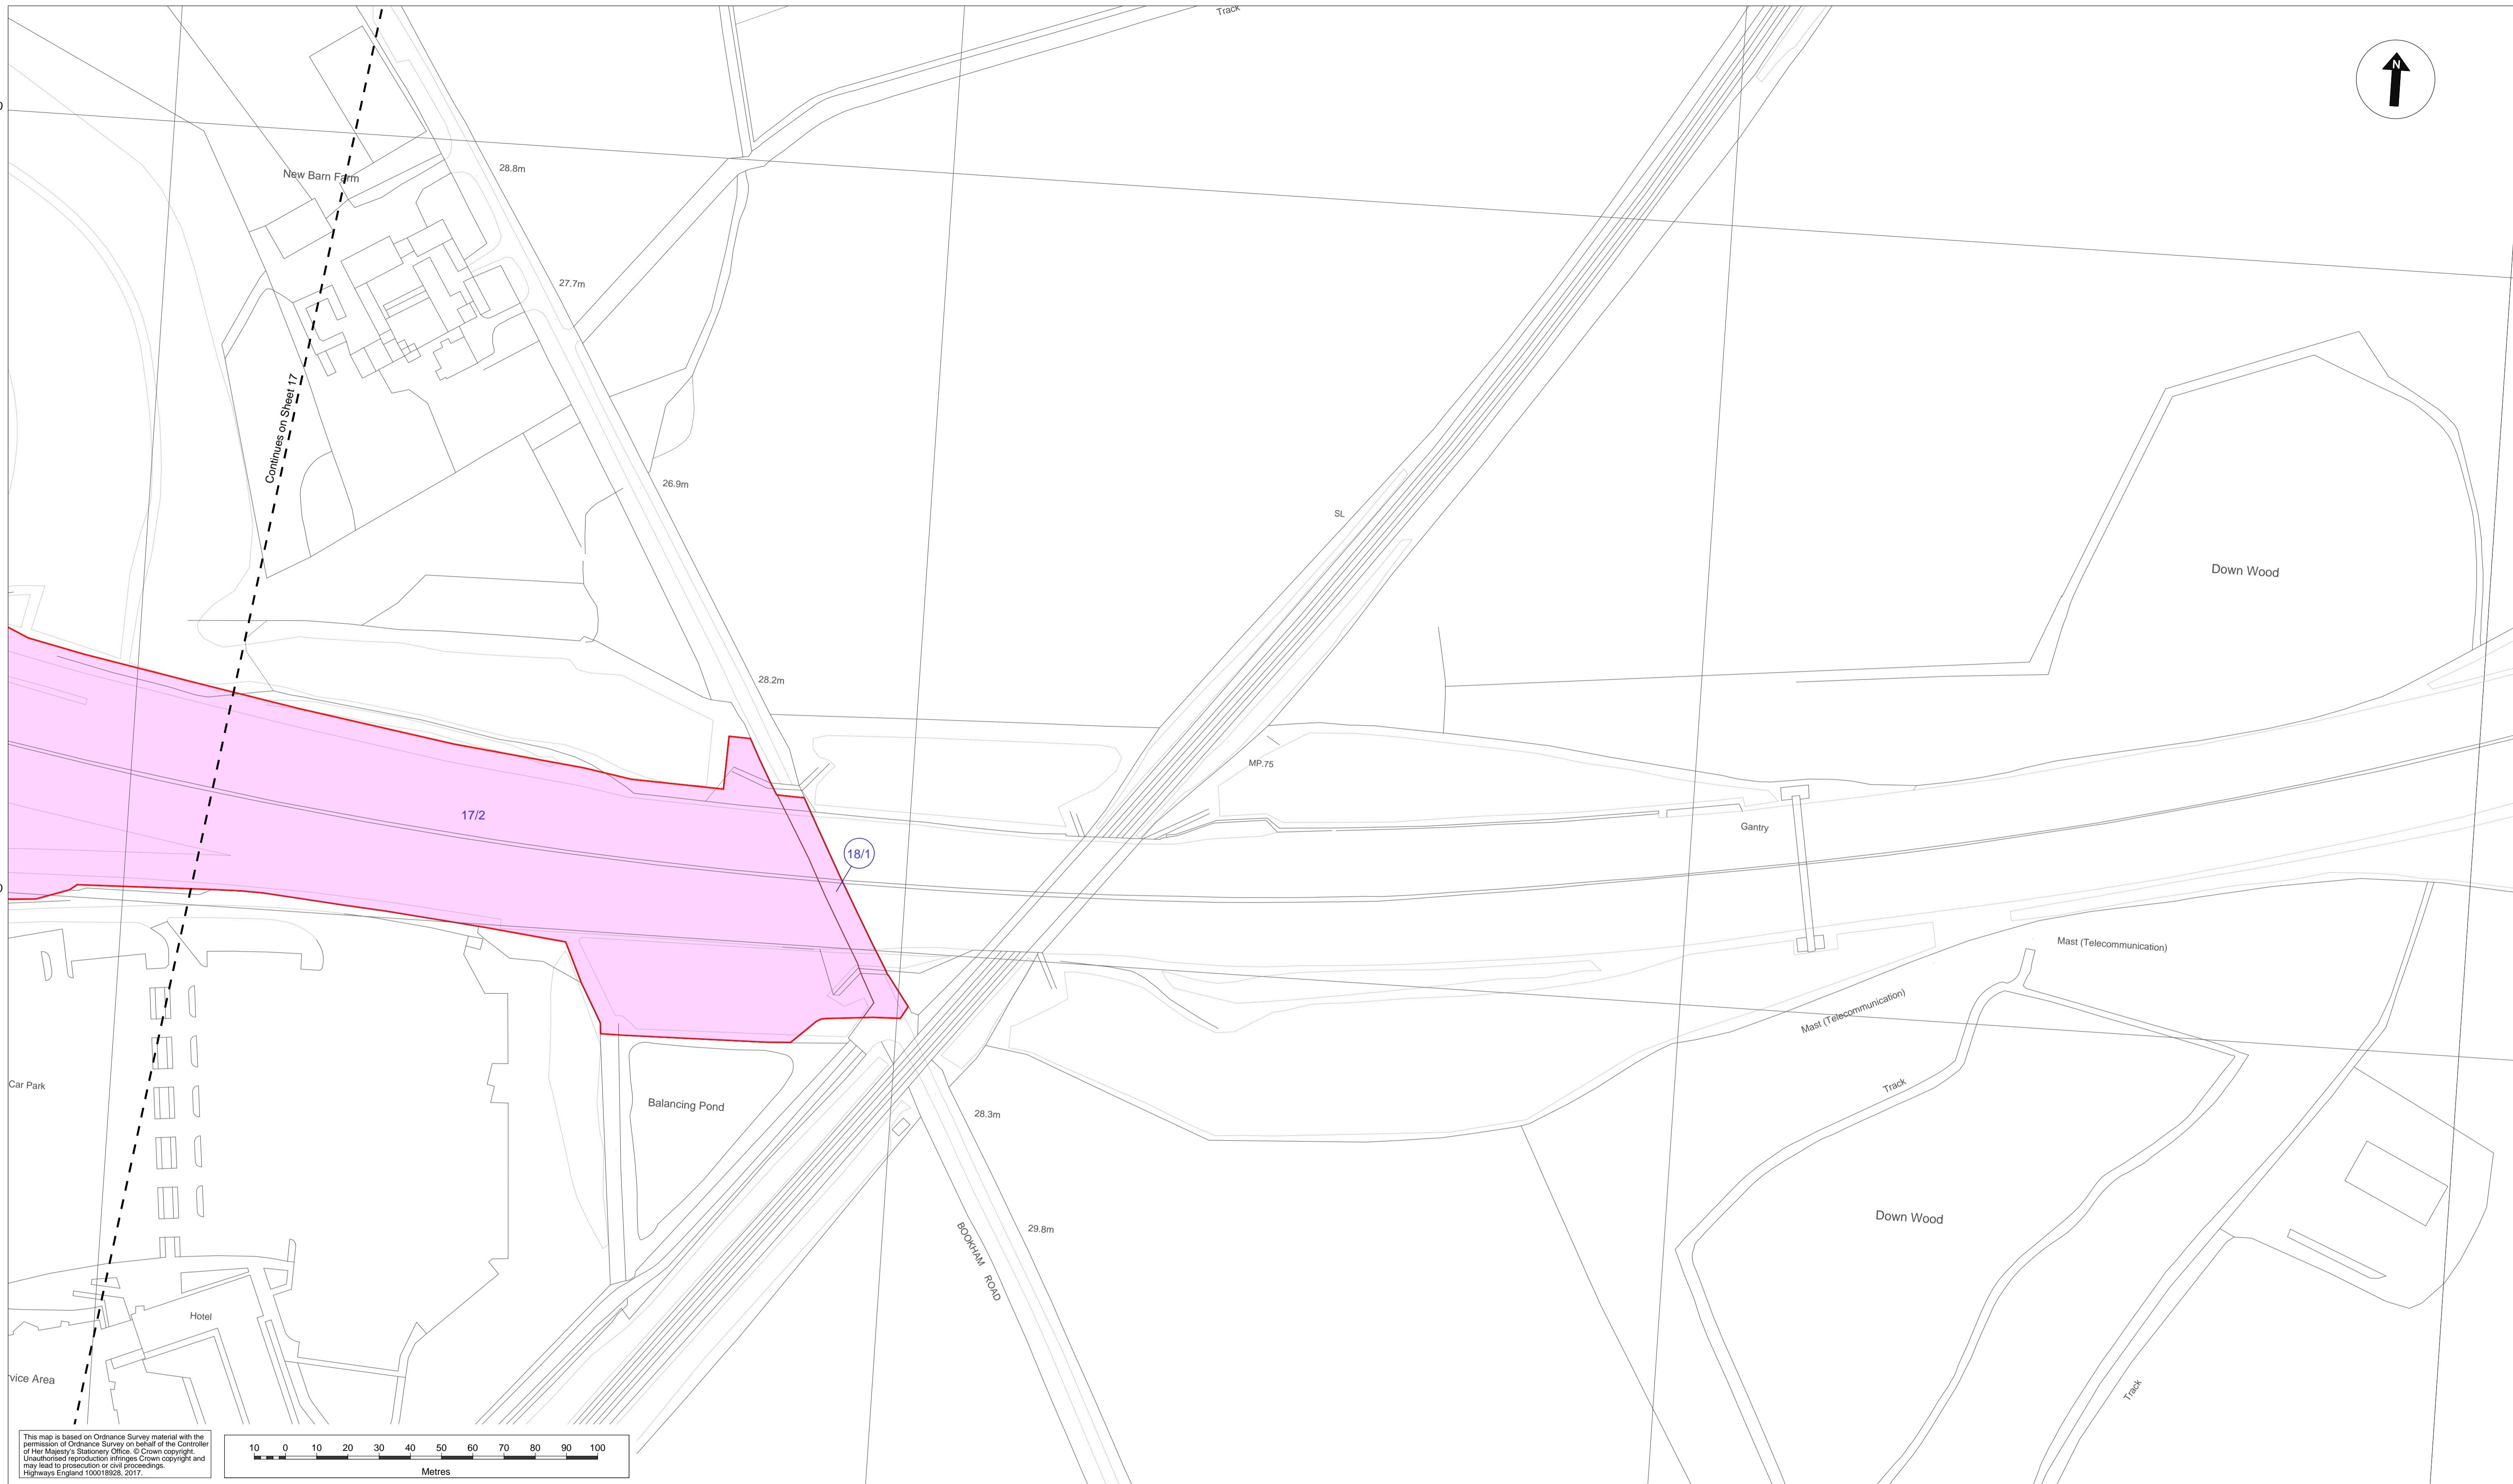 Track
N
0
New Barn Farm
28.8m
27.7m
Continues on Sheet 17
26.9m
SL
Down Wood
28.2m
MP.75
17/2
Gantry
18/1
0
Mast (Telecommunication)
Mast (Telecommunication)
Car Park
Track
Balancing Pond
28.3m
Down Wood
29.8m
BOOKHAM ROAD
Hotel
vice Area
Track
This map is based on Ordnance Survey material with the
permission of Ordnance Survey on behalf of the Controller
of Her Majesty's Stationery Office. © Crown copyright.
Unauthorised reproduction infringes Crown copyright and
may lead to prosecution or civil proceedings.
Highways England 100018928, 2017.
10 0 10 20 30 40 50 60 70 80 90 100
Metres